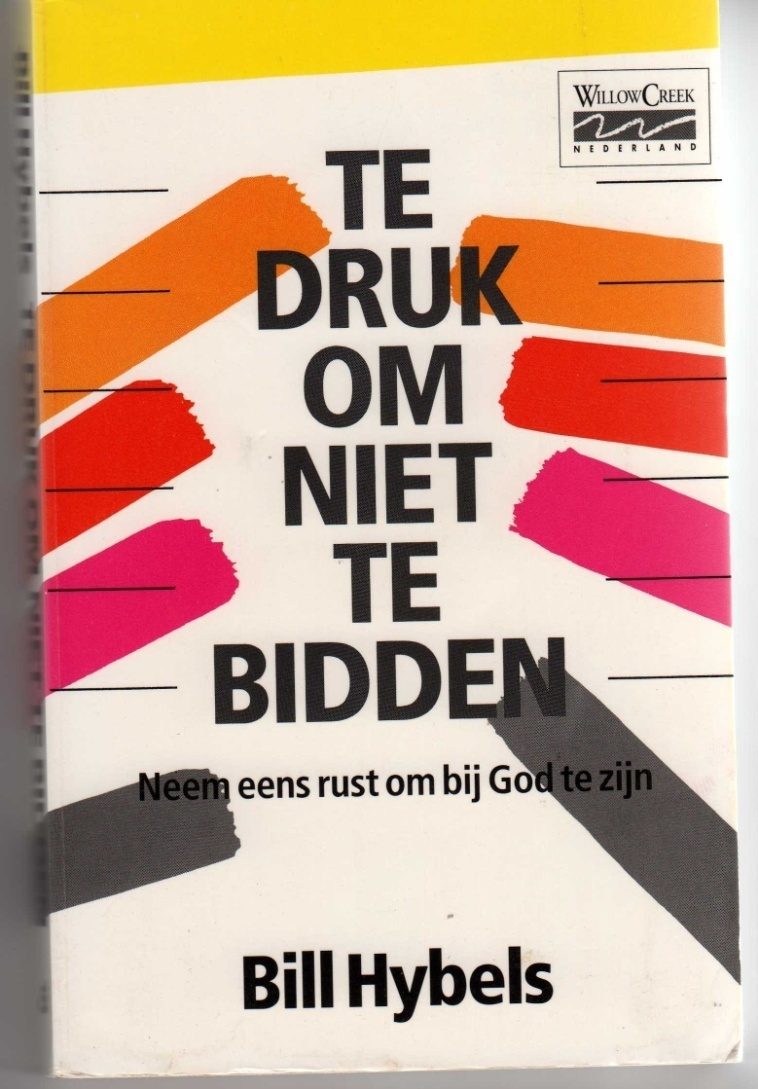 WILLOW CREEK
NEDERLAND
TE
DRUK
OM
NIET
TE
BIDDEN
Neem eens rust om bij God te zijn
Bill Hybels